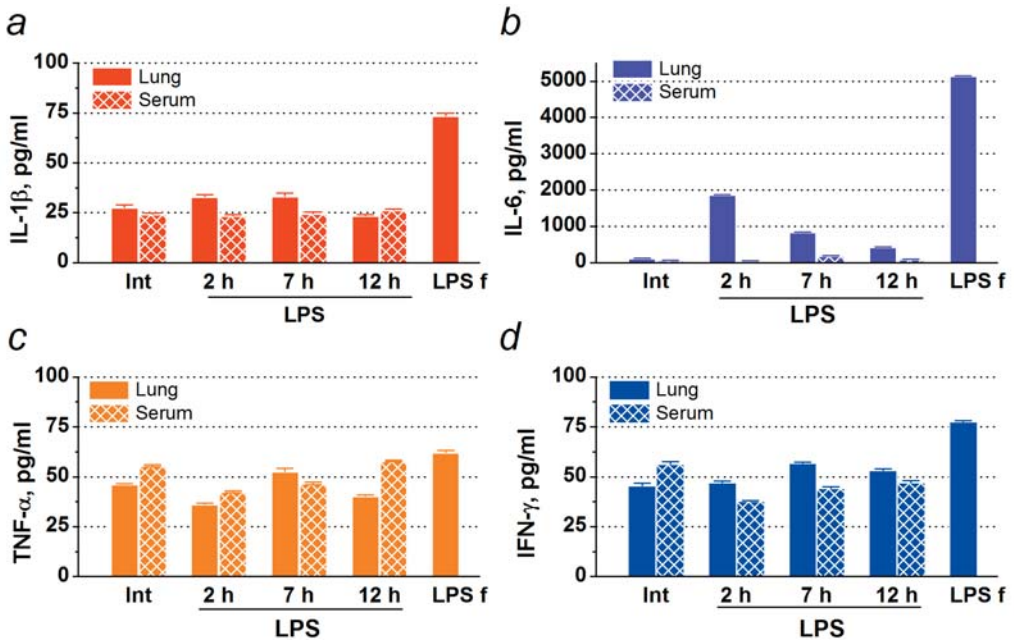 a
100
75
50
25
0
IL-1β, pg/ml
Lung
Serum
Int
2 h
7 h
12 h
LPS f
LPS
b
5000
4000
3000
2000
1000
0
IL-6, pg/ml
Lung
Serum
Int
2 h
7 h
12 h
LPS f
LPS
c
100
75
50
25
0
TNF-α, pg/ml
Lung
Serum
Int
2 h
7 h
12 h
LPS f
LPS
d
100
75
50
25
0
IFN-γ, pg/ml
Lung
Serum
Int
2 h
7 h
12 h
LPS f
LPS